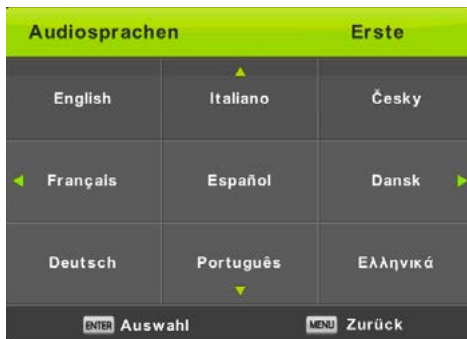 Audiosprachen Erste
English Italiano Česky
Français Español Dansk
Deutsch Português Ελληνικά
ENTER Auswahl MENU Zurück